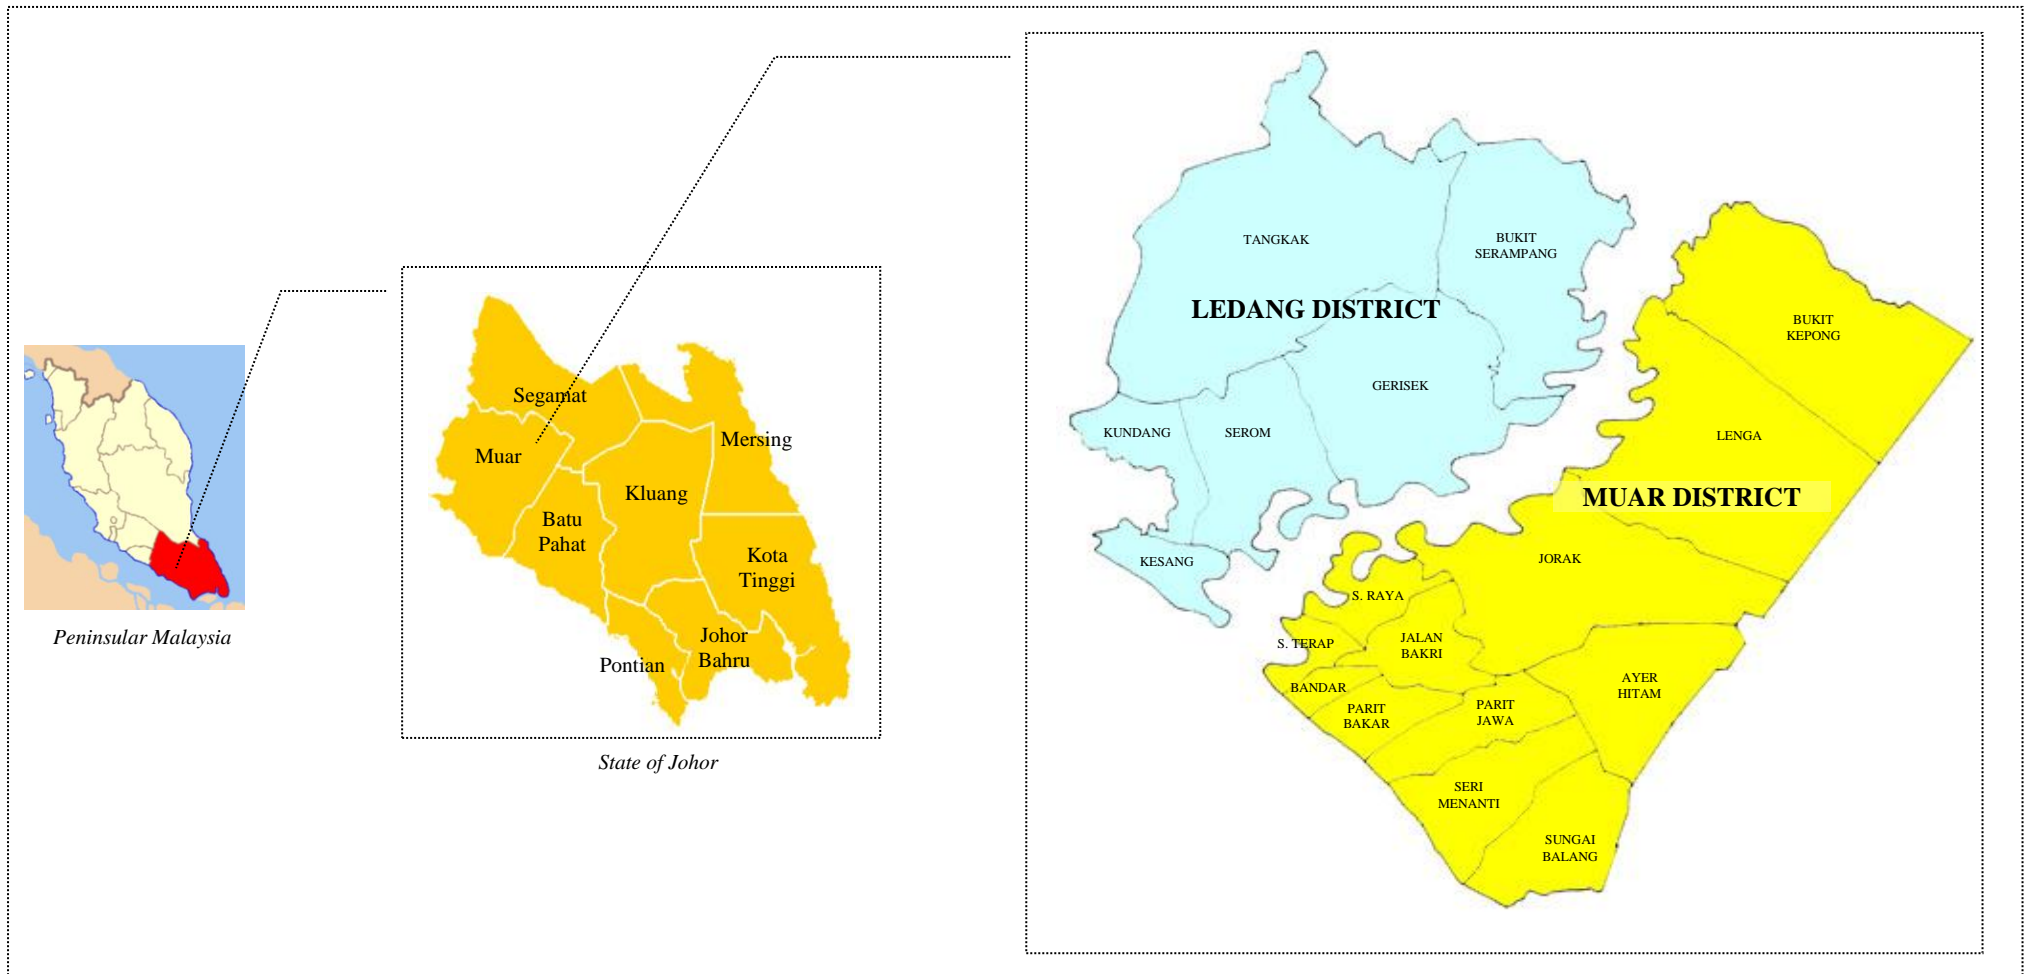 Peninsular Malaysia
Segamat
Muar
Mersing
Kluang
Batu
Pahat
Kota
Tinggi
Johor
Bahru
Pontian
State of Johor
TANGKAK
BUKIT
SERAMPANG
LEDANG DISTRICT
GERISEK
KUNDANG
SEROM
KESANG
BUKIT
KEPONG
LENGA
MUAR DISTRICT
JORAK
S. RAYA
S. TERAP
JALAN
BAKRI
BANDAR
PARIT
BAKAR
PARIT
JAWA
AYER
HITAM
SERI
MENANTI
SUNGAI
BALANG